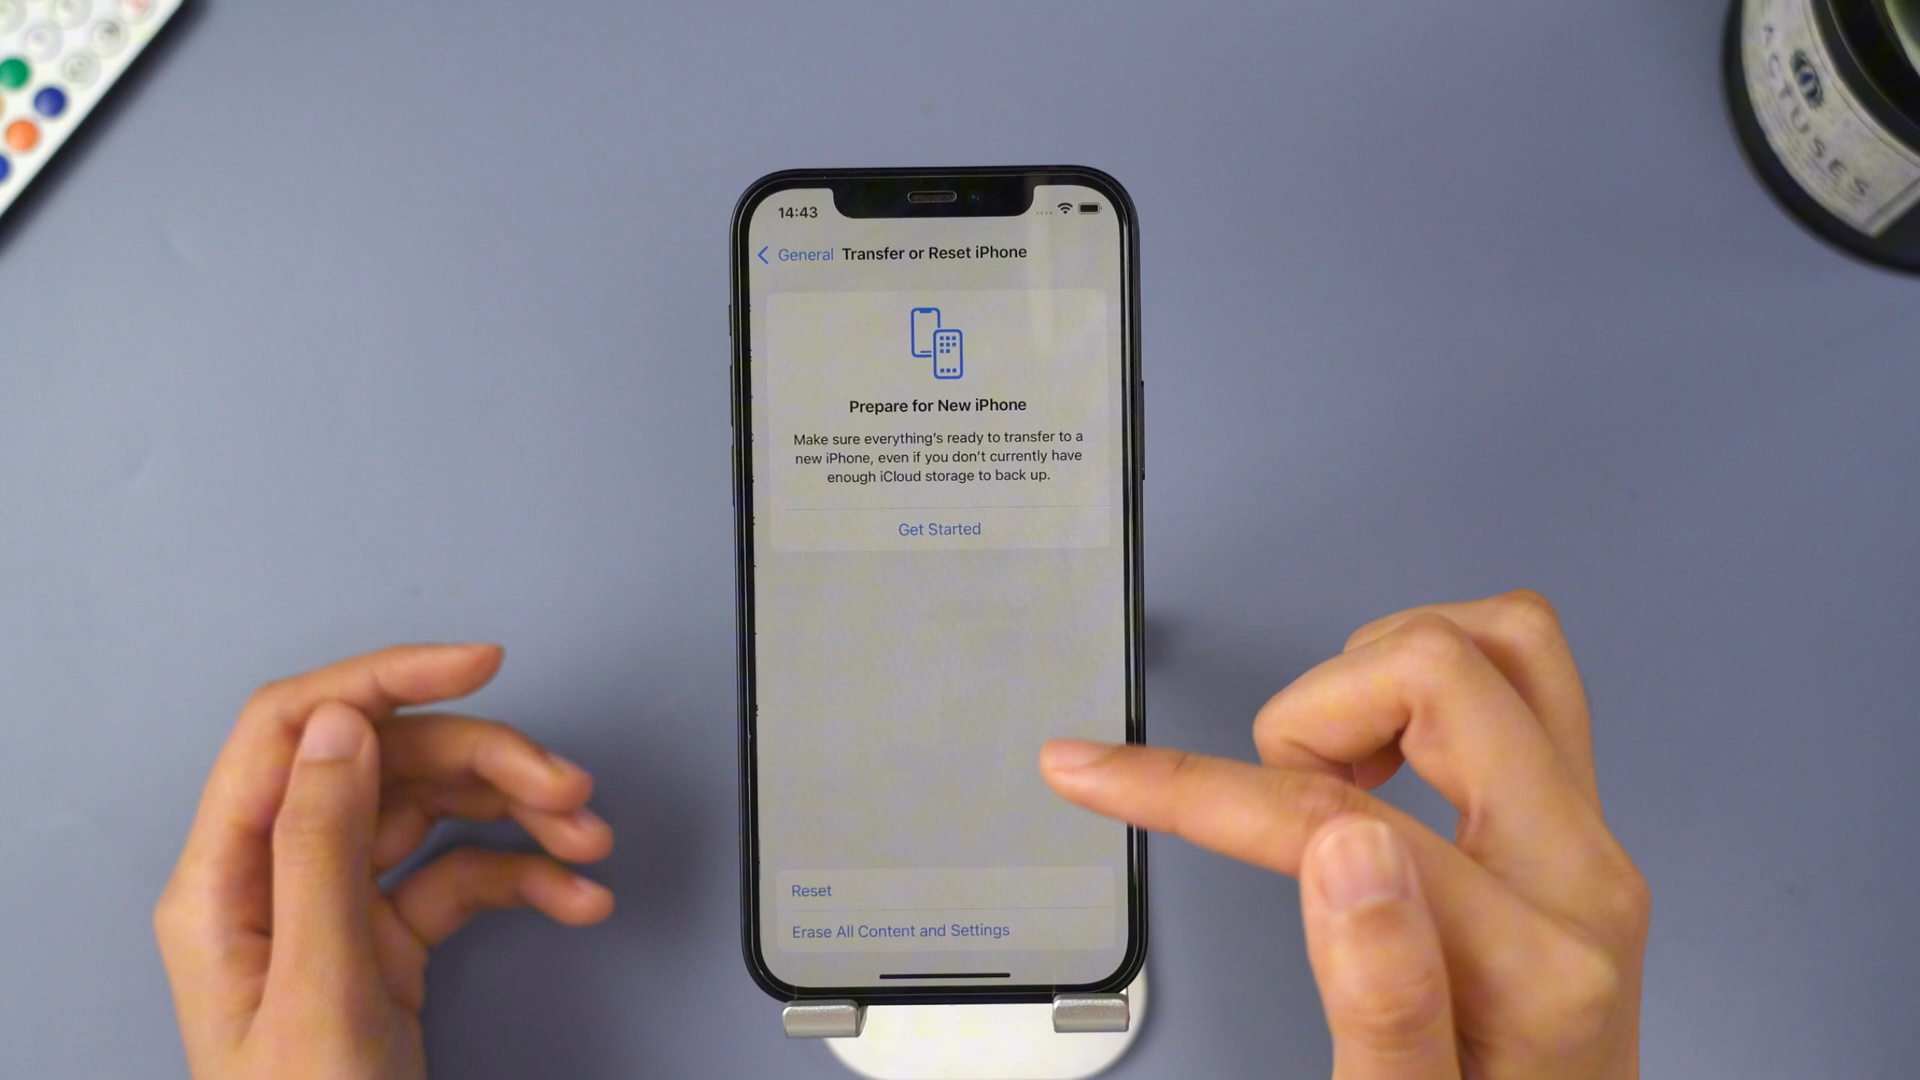 14:43
General Transfer or Reset iPhone
Prepare for New iPhone
Make sure everything's ready to transfer to a
new iPhone, even if you don't currently have
enough iCloud storage to back up.
Get Started
Reset
Erase All Content and Settings
ACTUSES